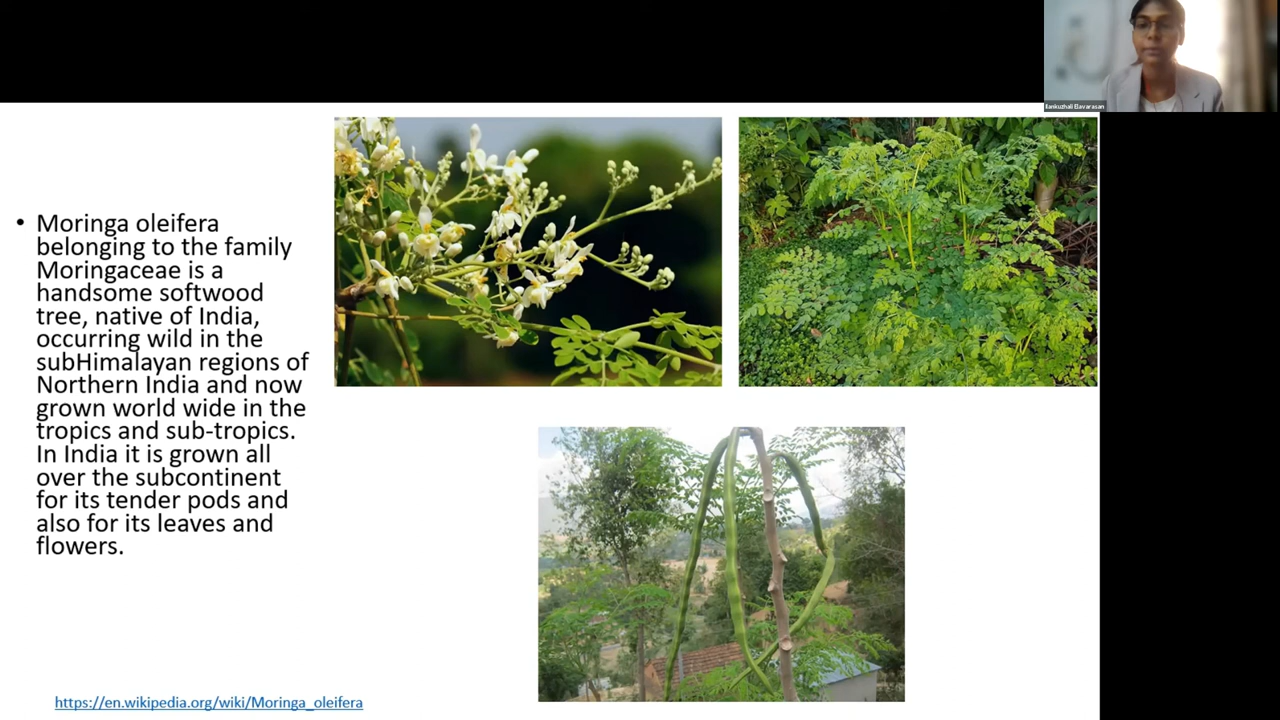 Ilankuzhali Elavarasan
• Moringa oleifera
belonging to the family
Moringaceae is a
handsome softwood
tree, native of India,
occurring wild in the
subHimalayan regions of
Northern India and now
grown world wide in the
tropics and sub-tropics.
In India it is grown all
over the subcontinent
for its tender pods and
also for its leaves and
flowers.
https://en.wikipedia.org/wiki/Moringa_oleifera